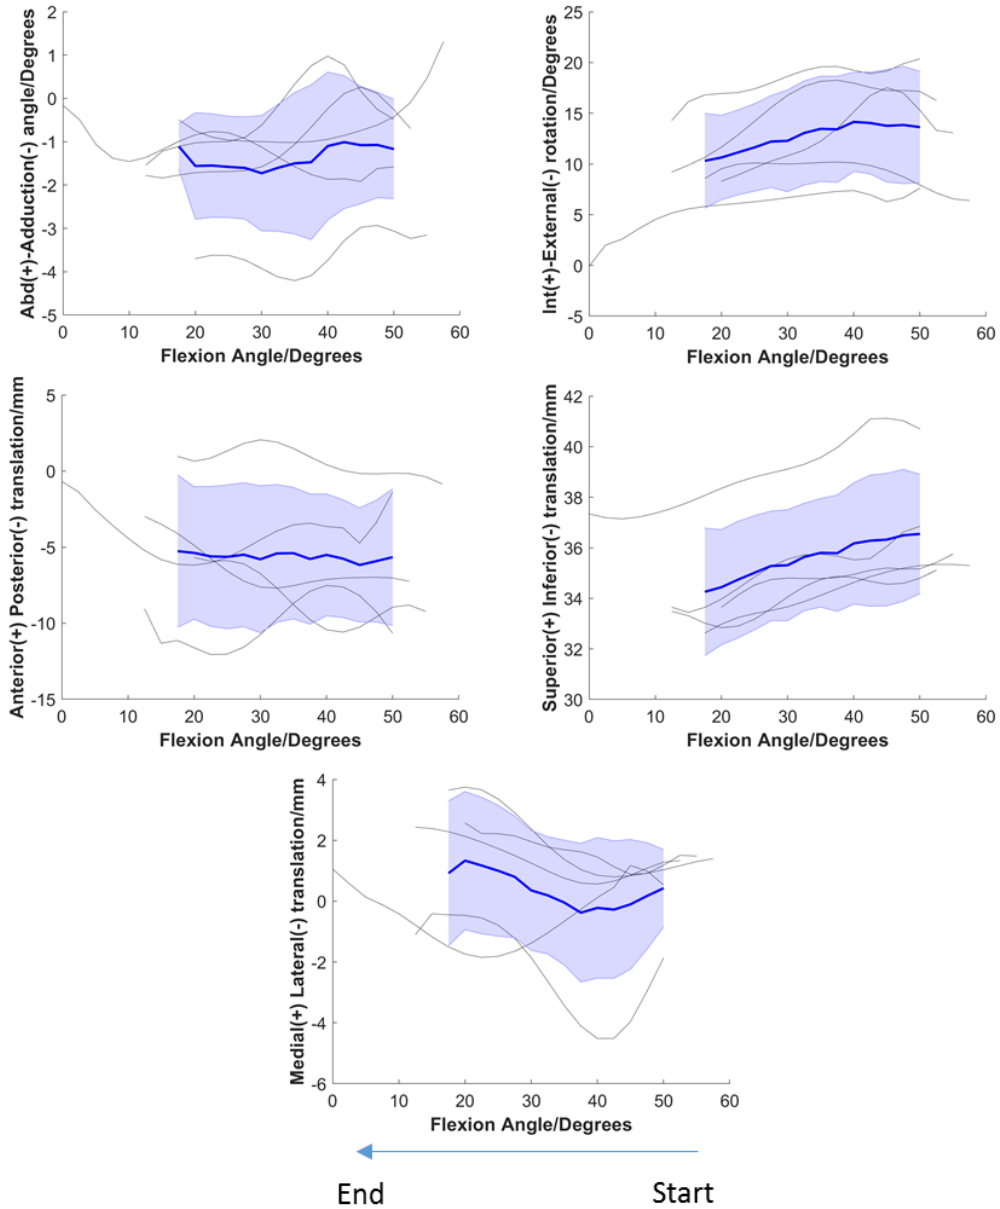 Abd(+)-Adduction(-) angle/Degrees
2
1
0
-1
-2
-3
-4
-5
0 10 20 30 40 50 60
Flexion Angle/Degrees
Int(+)-External(-) rotation/Degrees
25
20
15
10
5
0
-5
0 10 20 30 40 50 60
Flexion Angle/Degrees
Anterior(+) Posterior(-) translation/mm
5
0
-5
-10
-15
0 10 20 30 40 50 60
Flexion Angle/Degrees
Superior(+) Inferior(-) translation/mm
42
40
38
36
34
32
30
0 10 20 30 40 50 60
Flexion Angle/Degrees
Medial(+) Lateral(-) translation/mm
4
2
0
-2
-4
-6
0 10 20 30 40 50 60
Flexion Angle/Degrees
End Start